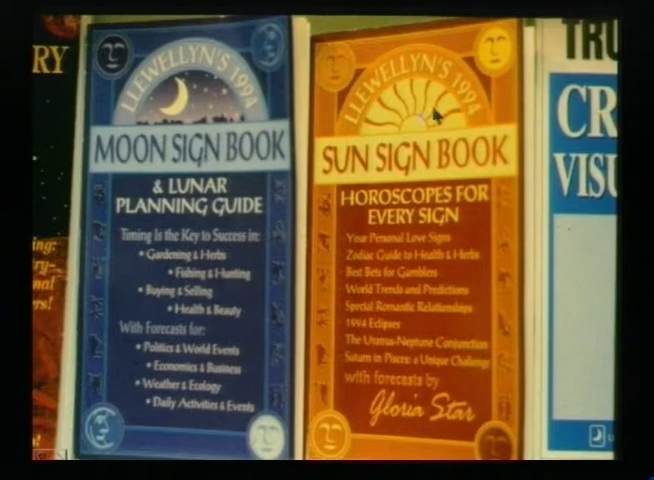 RY
LLEWELLYN'S 1994
MOON SIGN BOOK
& LUNAR
PLANNING GUIDE
Timing Is the Key to Success in:
• Gardening & Herbs
• Fishing & Hunting
• Buying & Selling
• Health & Beauty
With Forecasts for:
• Politics & World Events
• Economics & Business
• Weather & Ecology
• Daily Activities & Events
LLEWELLYN'S 1994
SUN SIGN BOOK
HOROSCOPES FOR
EVERY SIGN
Your Personal Love Signs
Zodiac Guide to Health & Herbs
Best Bets for Gamblers
World Trends and Predictions
Special Romantic Relationships
1994 Eclipses
The Uranus-Neptune Conjunction
Saturn in Pisces: a Unique Challenge
with forecasts by
Gloria Star
TRU
CR
VISU